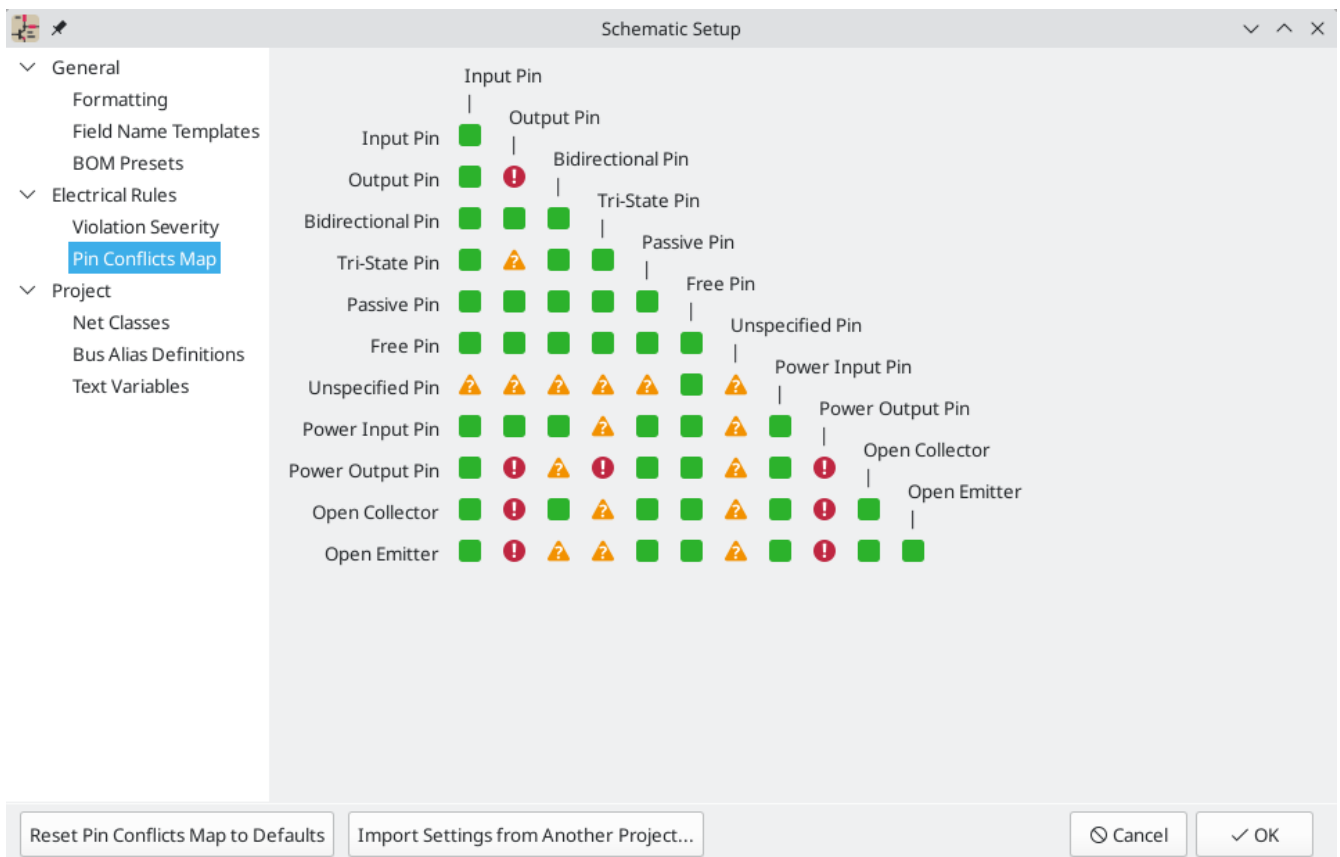 Schematic Setup
General
Formatting
Field Name Templates
BOM Presets
Electrical Rules
Violation Severity
Pin Conflicts Map
Project
Net Classes
Bus Alias Definitions
Text Variables
Input Pin
Output Pin
Bidirectional Pin
Tri-State Pin
Passive Pin
Free Pin
Unspecified Pin
Power Input Pin
Power Output Pin
Open Collector
Open Emitter
Input Pin
Output Pin
Bidirectional Pin
Tri-State Pin
Passive Pin
Free Pin
Unspecified Pin
Power Input Pin
Power Output Pin
Open Collector
Open Emitter
Reset Pin Conflicts Map to Defaults
Import Settings from Another Project...
Cancel
OK